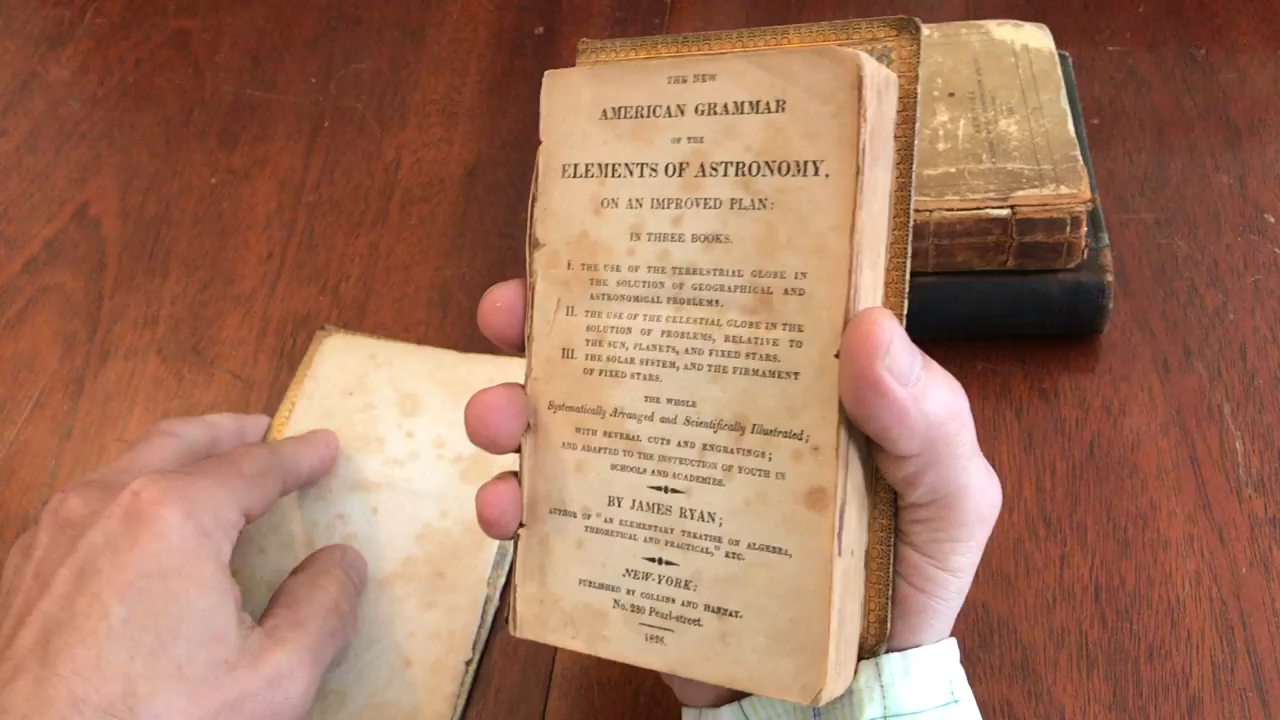 THE NEW
AMERICAN GRAMMAR
OF THE
ELEMENTS OF ASTRONOMY,
ON AN IMPROVED PLAN:
IN THREE BOOKS.
I. THE USE OF THE TERRESTRIAL GLOBE IN
THE SOLUTION OF GEOGRAPHICAL AND
ASTRONOMICAL PROBLEMS.
II. THE USE OF THE CELESTIAL GLOBE IN THE
SOLUTION OF PROBLEMS, RELATIVE TO
THE SUN, PLANETS, AND FIXED STARS.
III. THE SOLAR SYSTEM, AND THE FIRMAMENT
OF FIXED STARS.
THE WHOLE
Systematically Arranged and Scientifically Illustrated;
WITH SEVERAL CUTS AND ENGRAVINGS;
AND ADAPTED TO THE INSTRUCTION OF YOUTH IN
SCHOOLS AND ACADEMIES.
BY JAMES RYAN;
AUTHOR OF "AN ELEMENTARY TREATISE ON ALGEBRA,
THEORETICAL AND PRACTICAL," ETC.
NEW-YORK:
PUBLISHED BY COLLINS AND HANNAY.
No. 230 Pearl-street.
1826.